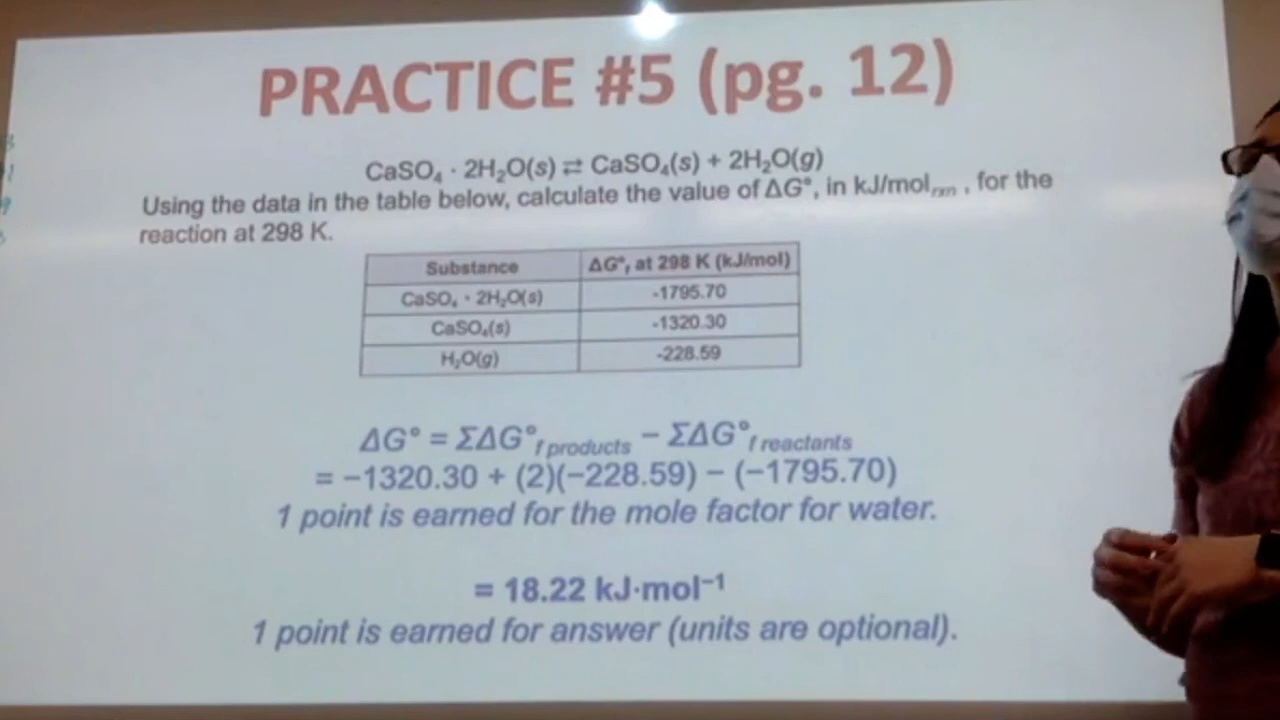 PRACTICE #5 (pg. 12)
CaSO₄ · 2H₂O(s) ⇄ CaSO₄(s) + 2H₂O(g)
Using the data in the table below, calculate the value of ΔG°, in kJ/molᵣₓₙ , for the
reaction at 298 K.
Substance ΔG°f at 298 K (kJ/mol)
CaSO₄ · 2H₂O(s) -1795.70
CaSO₄(s) -1320.30
H₂O(g) -228.59
ΔG° = ΣΔG°f products − ΣΔG°f reactants
= −1320.30 + (2)(−228.59) − (−1795.70)
1 point is earned for the mole factor for water.
= 18.22 kJ·mol⁻¹
1 point is earned for answer (units are optional).